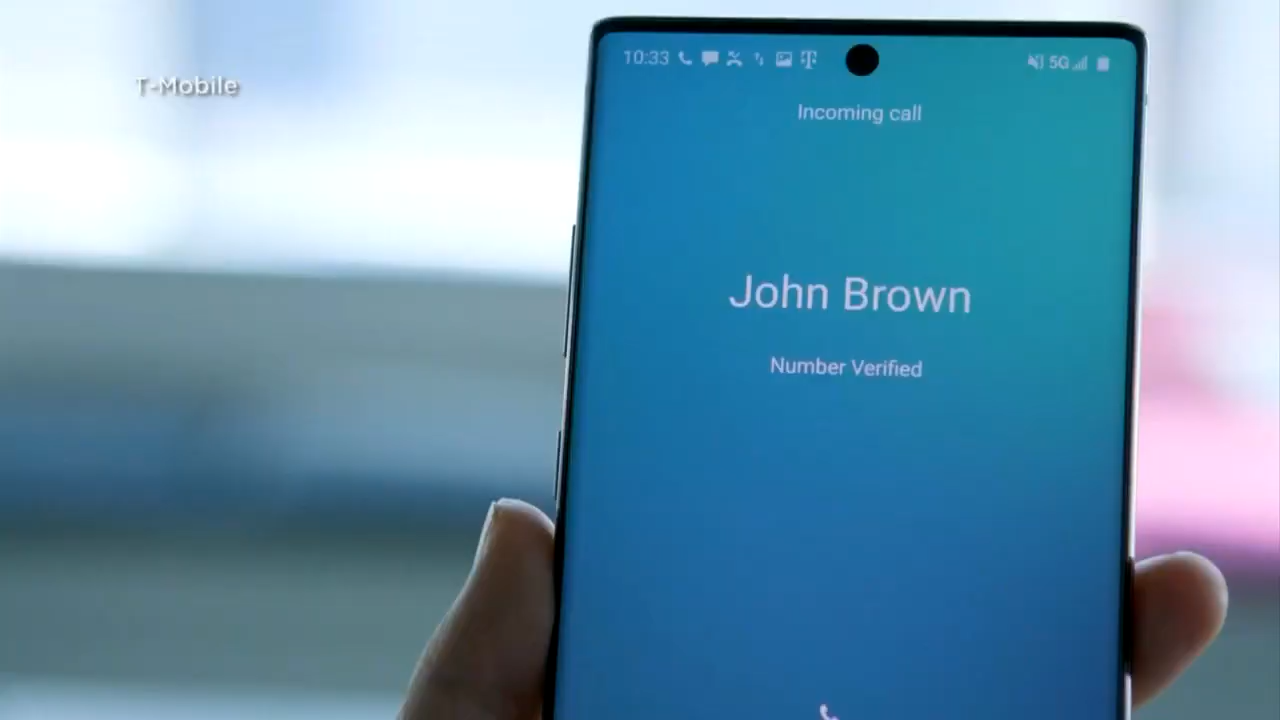 T-Mobile
10:33 5G
Incoming call
John Brown
Number Verified